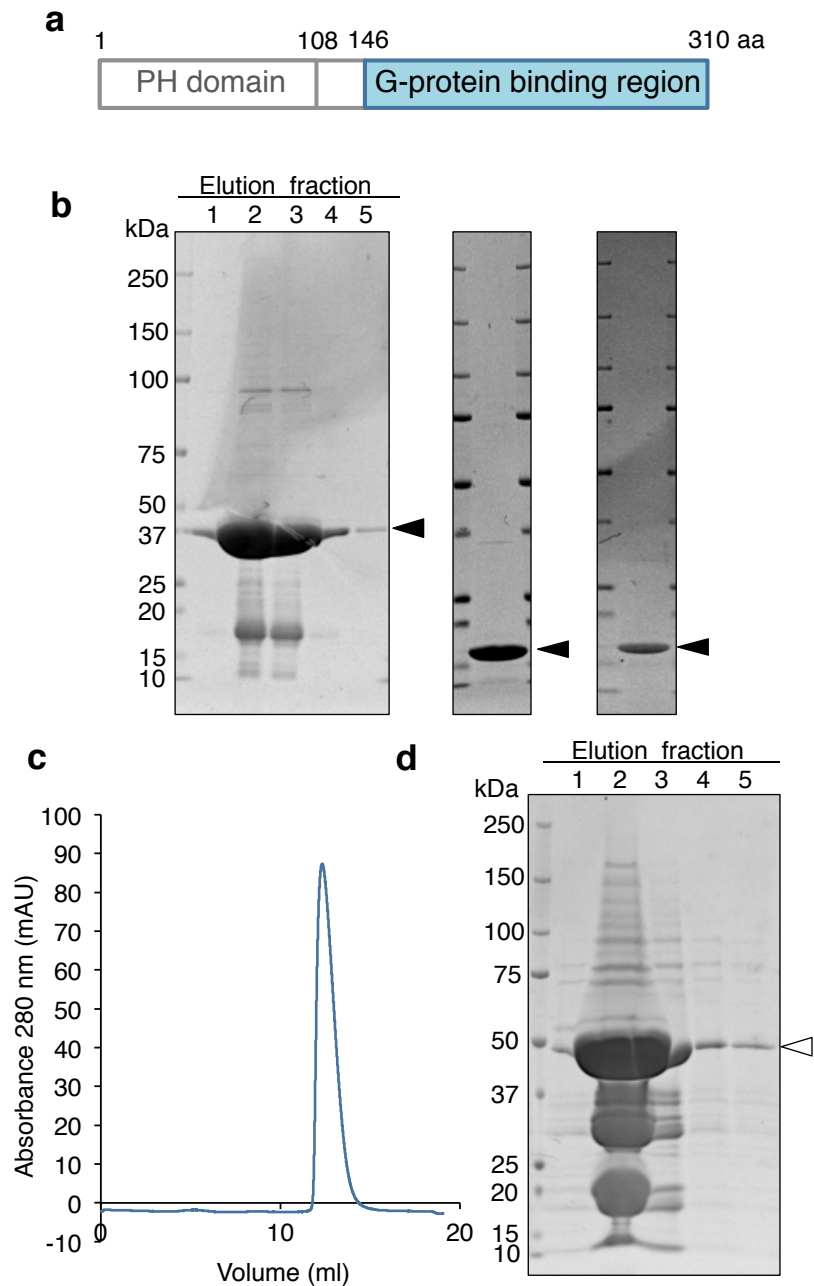 a
1 108 146 310 aa
PH domain G-protein binding region
b
Elution fraction
1 2 3 4 5
kDa
250
150
100
75
50
37
25
20
15
10
c
100
90
80
70
60
50
40
30
20
10
0
-10
0 10 20
Absorbance 280 nm (mAU)
Volume (ml)
d
Elution fraction
1 2 3 4 5
kDa
250
150
100
75
50
37
25
20
15
10